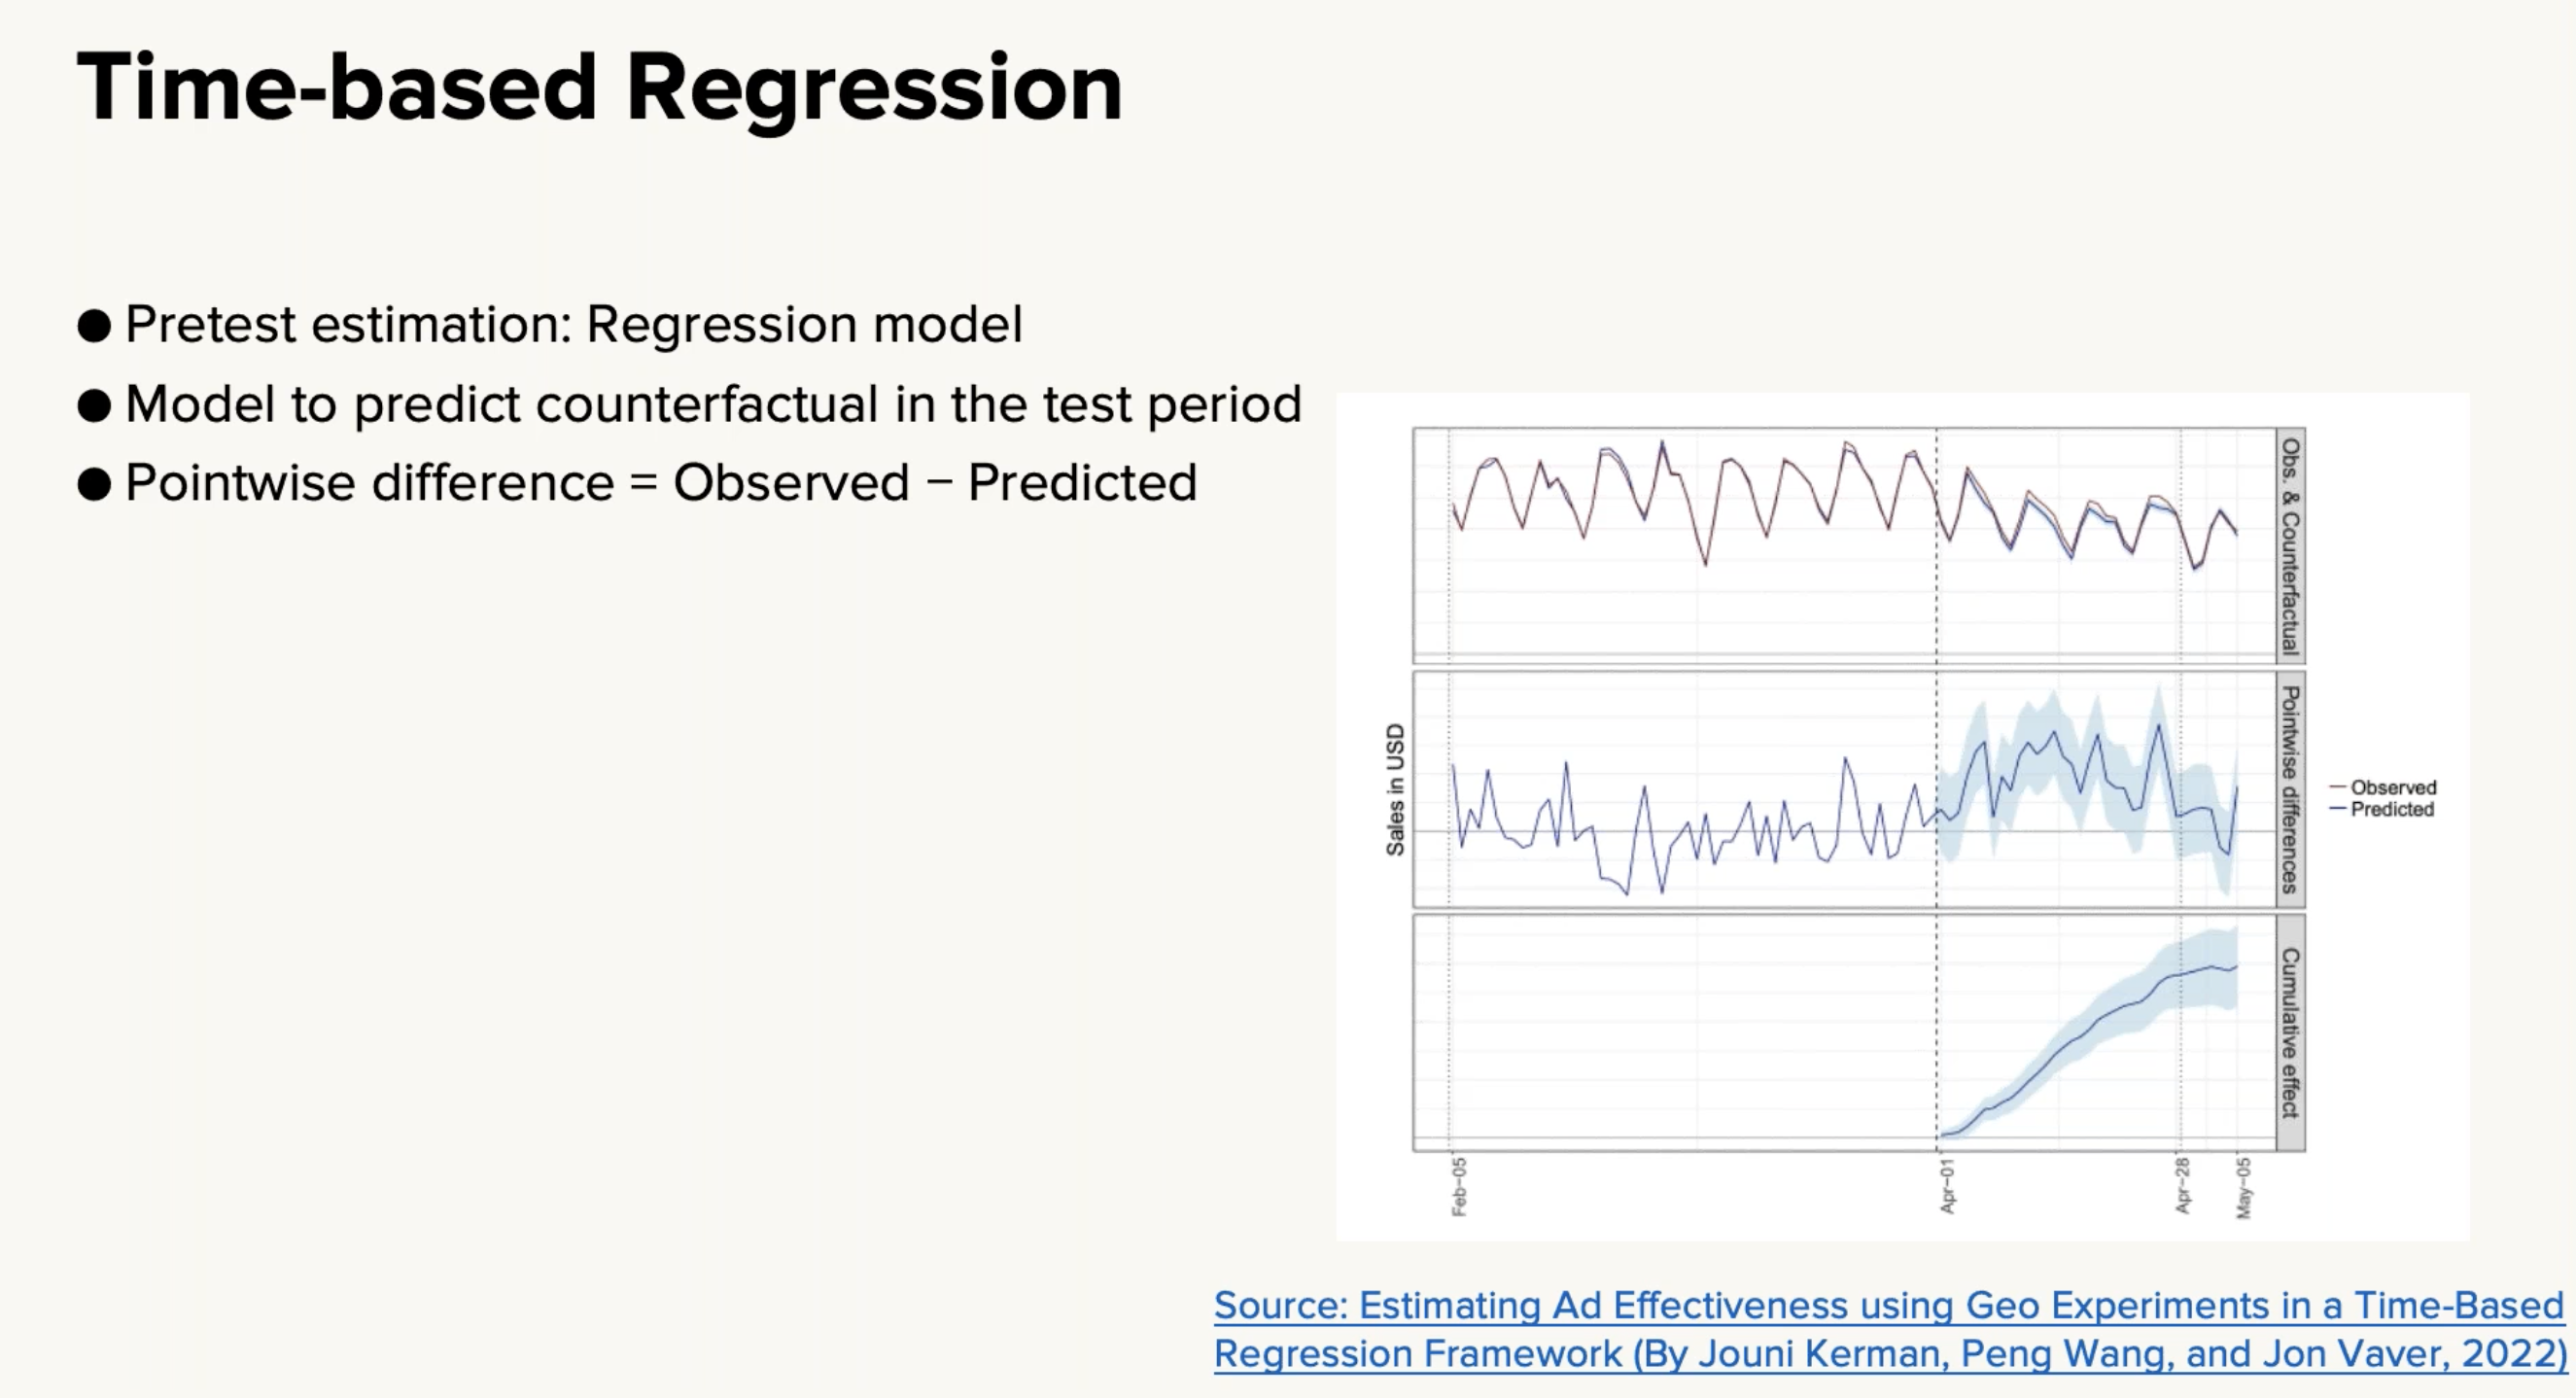 Time-based Regression
● Pretest estimation: Regression model
● Model to predict counterfactual in the test period
● Pointwise difference = Observed − Predicted
Obs. & Counterfactual
Pointwise differences
Cumulative effect
Sales in USD
Observed
Predicted
Feb−05
Apr−01
Apr−28
May−05
Source: Estimating Ad Effectiveness using Geo Experiments in a Time-Based
Regression Framework (By Jouni Kerman, Peng Wang, and Jon Vaver, 2022)